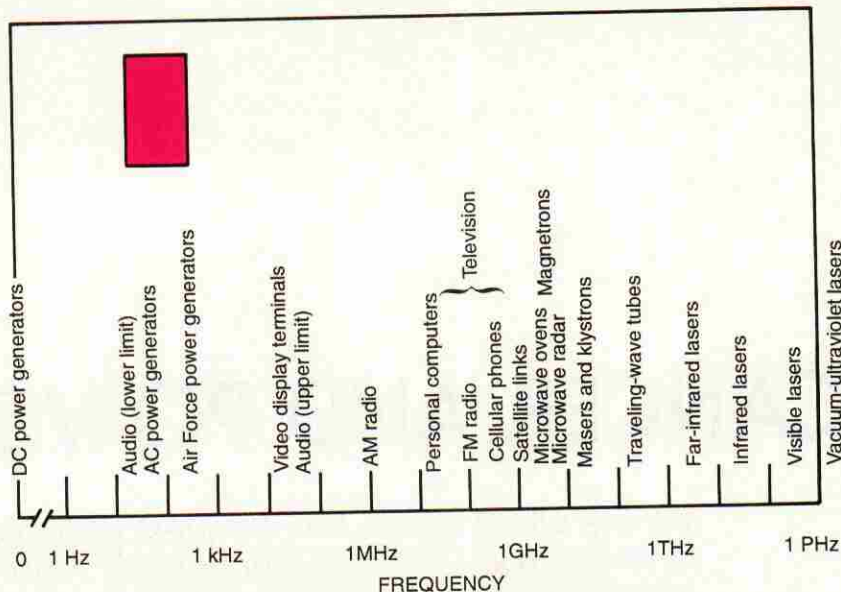 DC power generators
Audio (lower limit)
AC power generators
Air Force power generators
Video display terminals
Audio (upper limit)
AM radio
Personal computers
Television
FM radio
Cellular phones
Satellite links
Microwave ovens
Microwave radar
Magnetrons
Masers and klystrons
Traveling-wave tubes
Far-infrared lasers
Infrared lasers
Visible lasers
Vacuum-ultraviolet lasers
0 1 Hz 1 kHz 1MHz 1GHz 1THz 1 PHz
FREQUENCY